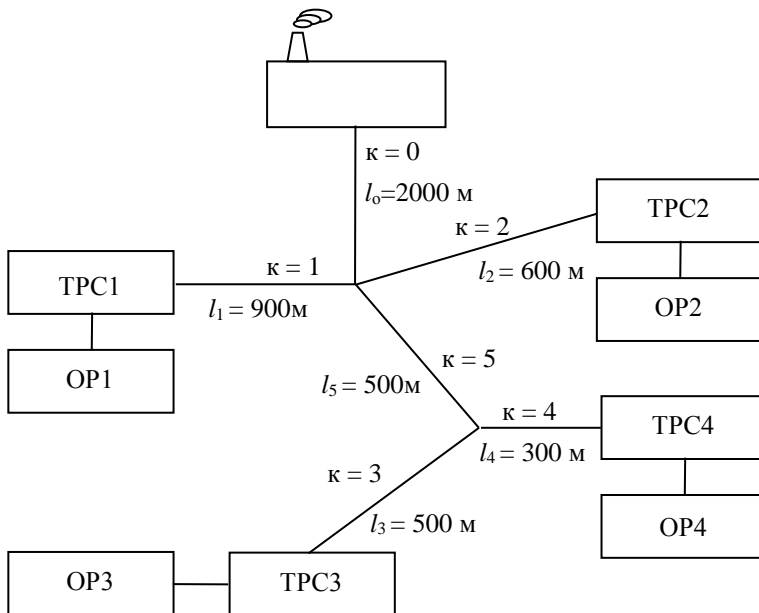 к = 0
lо=2000 м
ТРС2
к = 2
к = 1
l2 = 600 м
ТРС1
l1 = 900м
ОР2
ОР1
к = 5
l5 = 500м
к = 4
ТРС4
l4 = 300 м
к = 3
l3 = 500 м
ОР4
ОР3
ТРС3